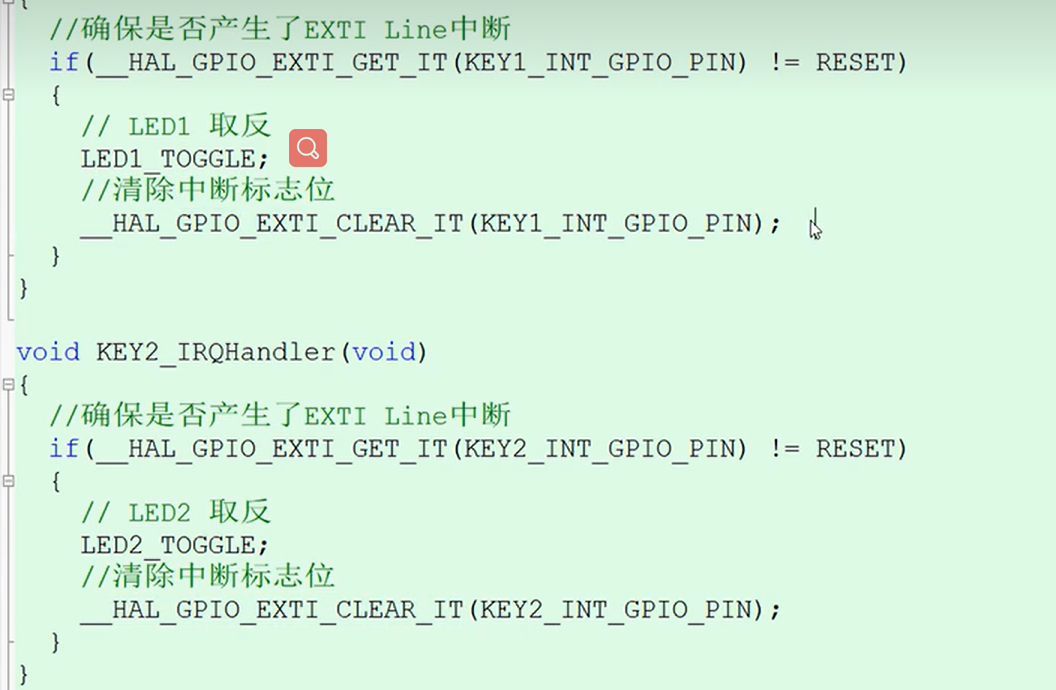 {
//确保是否产生了EXTI Line中断
if(__HAL_GPIO_EXTI_GET_IT(KEY1_INT_GPIO_PIN) != RESET)
{
// LED1 取反
LED1_TOGGLE;
//清除中断标志位
__HAL_GPIO_EXTI_CLEAR_IT(KEY1_INT_GPIO_PIN);
}
}
void KEY2_IRQHandler(void)
{
//确保是否产生了EXTI Line中断
if(__HAL_GPIO_EXTI_GET_IT(KEY2_INT_GPIO_PIN) != RESET)
{
// LED2 取反
LED2_TOGGLE;
//清除中断标志位
__HAL_GPIO_EXTI_CLEAR_IT(KEY2_INT_GPIO_PIN);
}
}